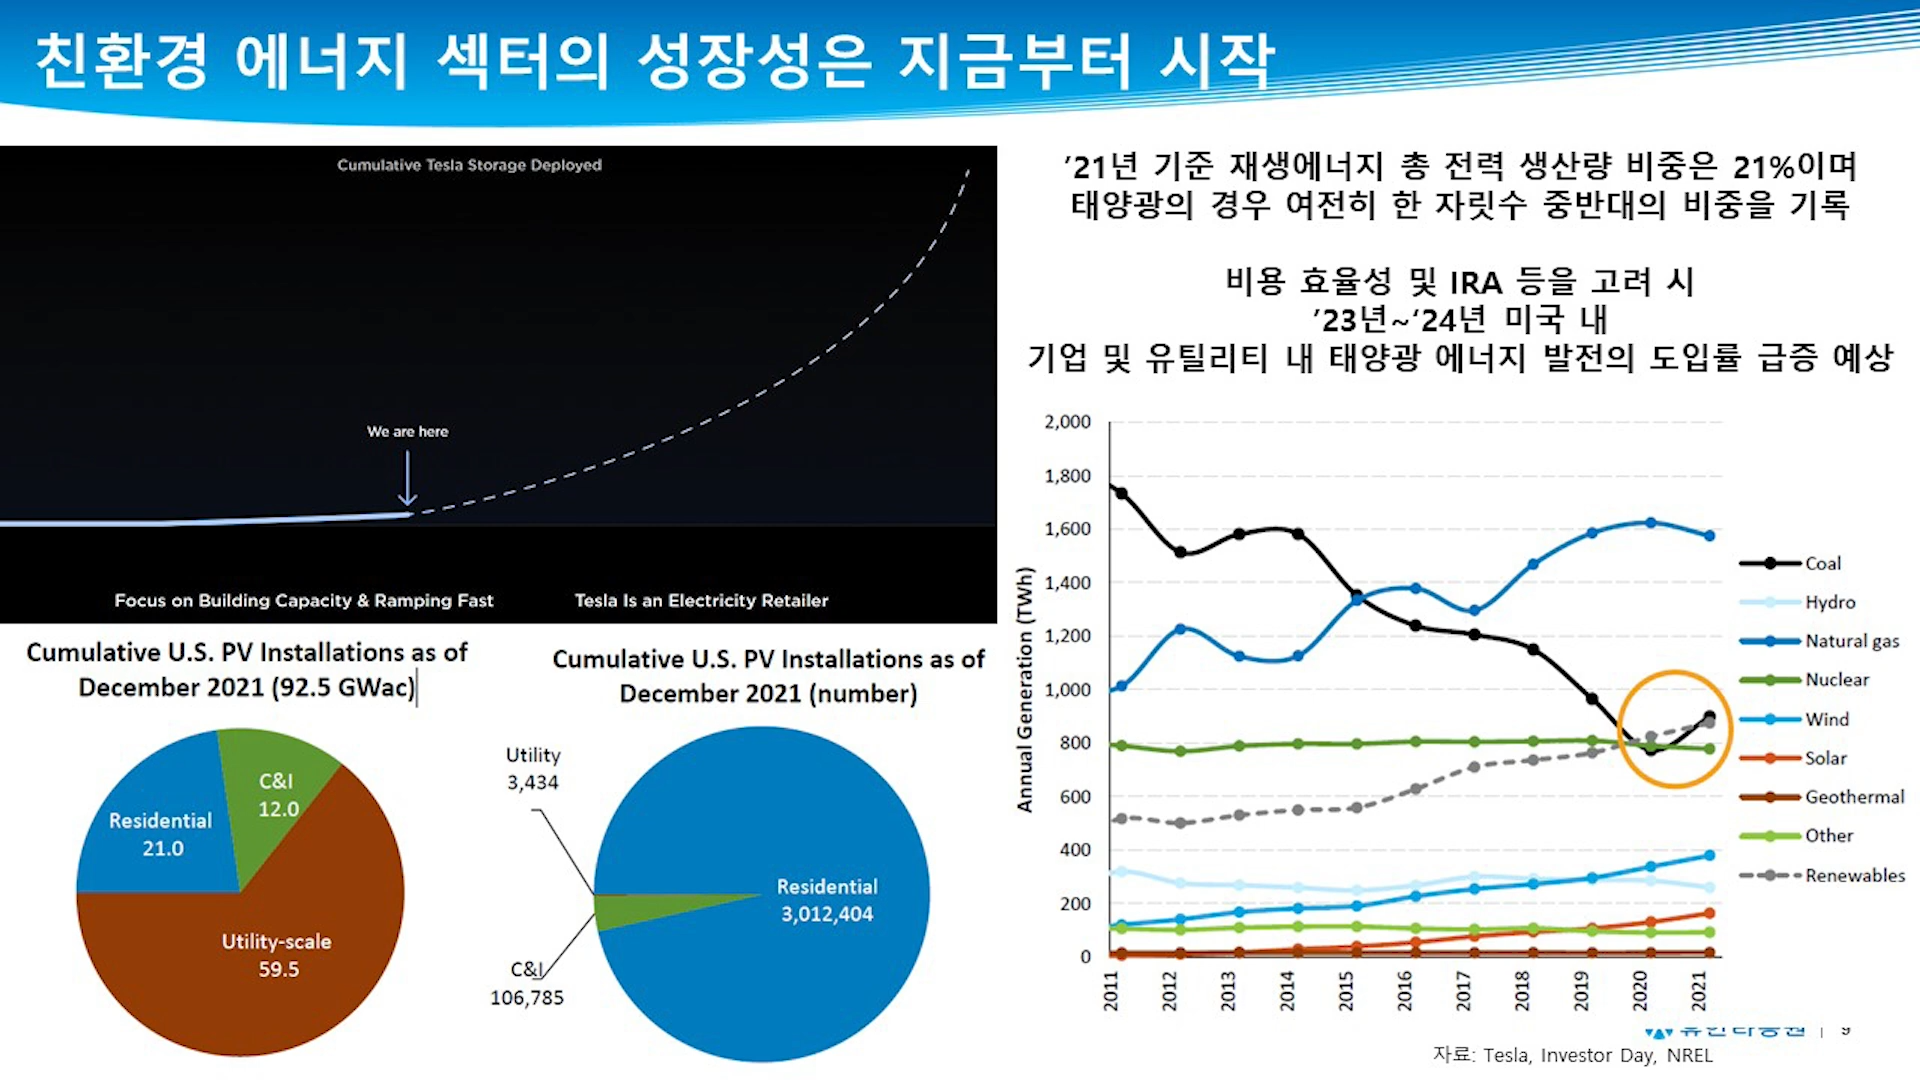 친환경 에너지 섹터의 성장성은 지금부터 시작
Cumulative Tesla Storage Deployed
We are here
Focus on Building Capacity & Ramping Fast
Tesla Is an Electricity Retailer
’21년 기준 재생에너지 총 전력 생산량 비중은 21%이며
태양광의 경우 여전히 한 자릿수 중반대의 비중을 기록
비용 효율성 및 IRA 등을 고려 시
’23년~‘24년 미국 내
기업 및 유틸리티 내 태양광 에너지 발전의 도입률 급증 예상
Cumulative U.S. PV Installations as of
December 2021 (92.5 GWac)
Residential
21.0
C&I
12.0
Utility-scale
59.5
Cumulative U.S. PV Installations as of
December 2021 (number)
Utility
3,434
Residential
3,012,404
C&I
106,785
Annual Generation (TWh)
2,000
1,800
1,600
1,400
1,200
1,000
800
600
400
200
0
2011
2012
2013
2014
2015
2016
2017
2018
2019
2020
2021
Coal
Hydro
Natural gas
Nuclear
Wind
Solar
Geothermal
Other
Renewables
| 9
자료: Tesla, Investor Day, NREL